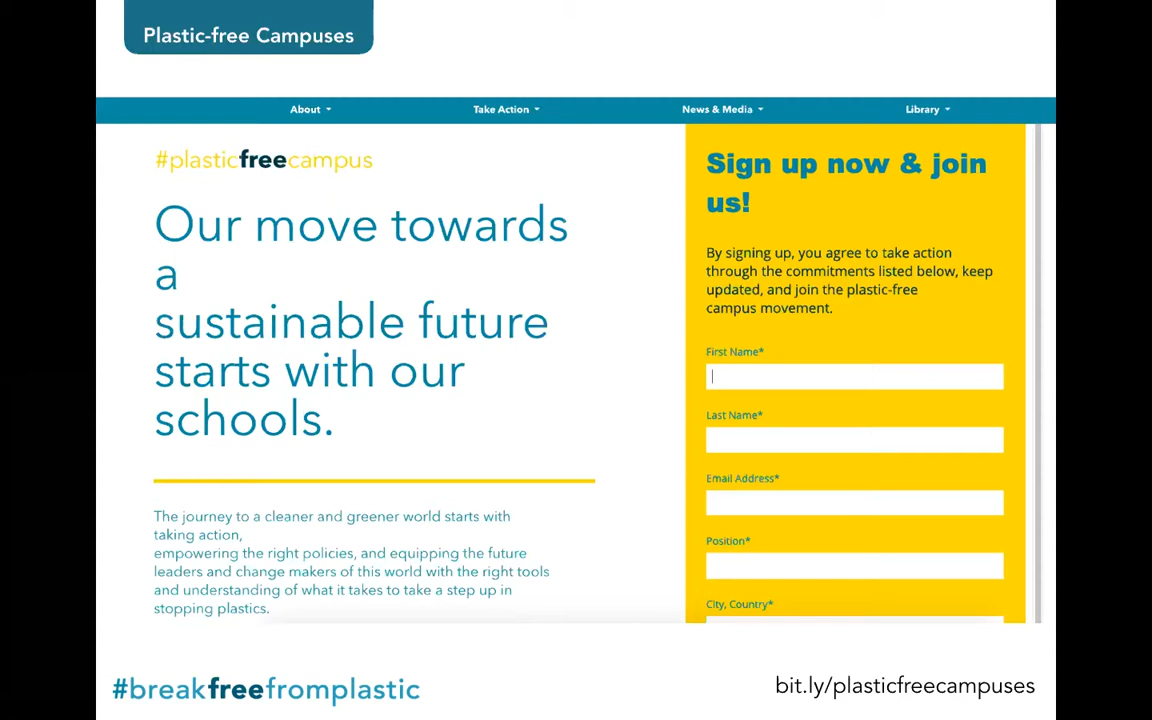 Plastic-free Campuses
About
Take Action
News & Media
Library
#plasticfreecampus
Our move towards
a
sustainable future
starts with our
schools.
The journey to a cleaner and greener world starts with
taking action,
empowering the right policies, and equipping the future
leaders and change makers of this world with the right tools
and understanding of what it takes to take a step up in
stopping plastics.
Sign up now & join
us!
By signing up, you agree to take action
through the commitments listed below, keep
updated, and join the plastic-free
campus movement.
First Name*
Last Name*
Email Address*
Position*
City, Country*
#breakfreefromplastic
bit.ly/plasticfreecampuses